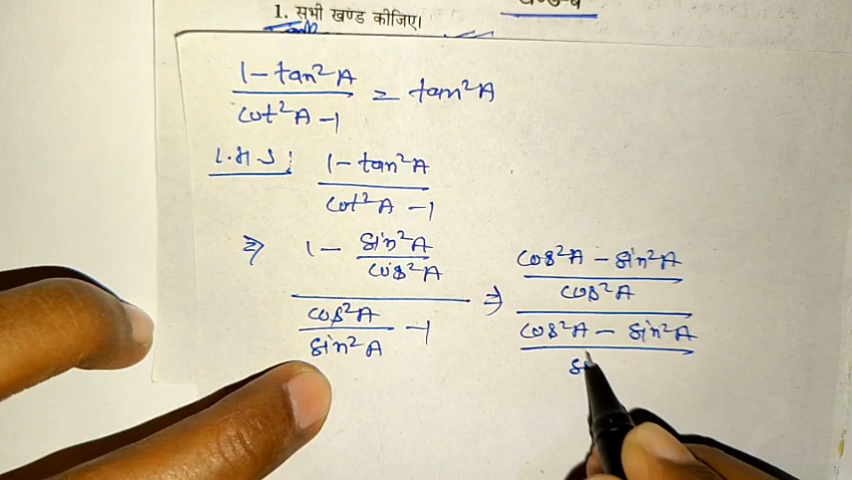 1. सभी खण्ड कीजिए।
1 - tan²A / cot²A - 1 = tan²A
L.H.S: 1 - tan²A / cot²A - 1
⇒ 1 - sin²A / cos²A / cos²A / sin²A - 1 ⇒ cos²A - sin²A / cos²A / cos²A - sin²A / s